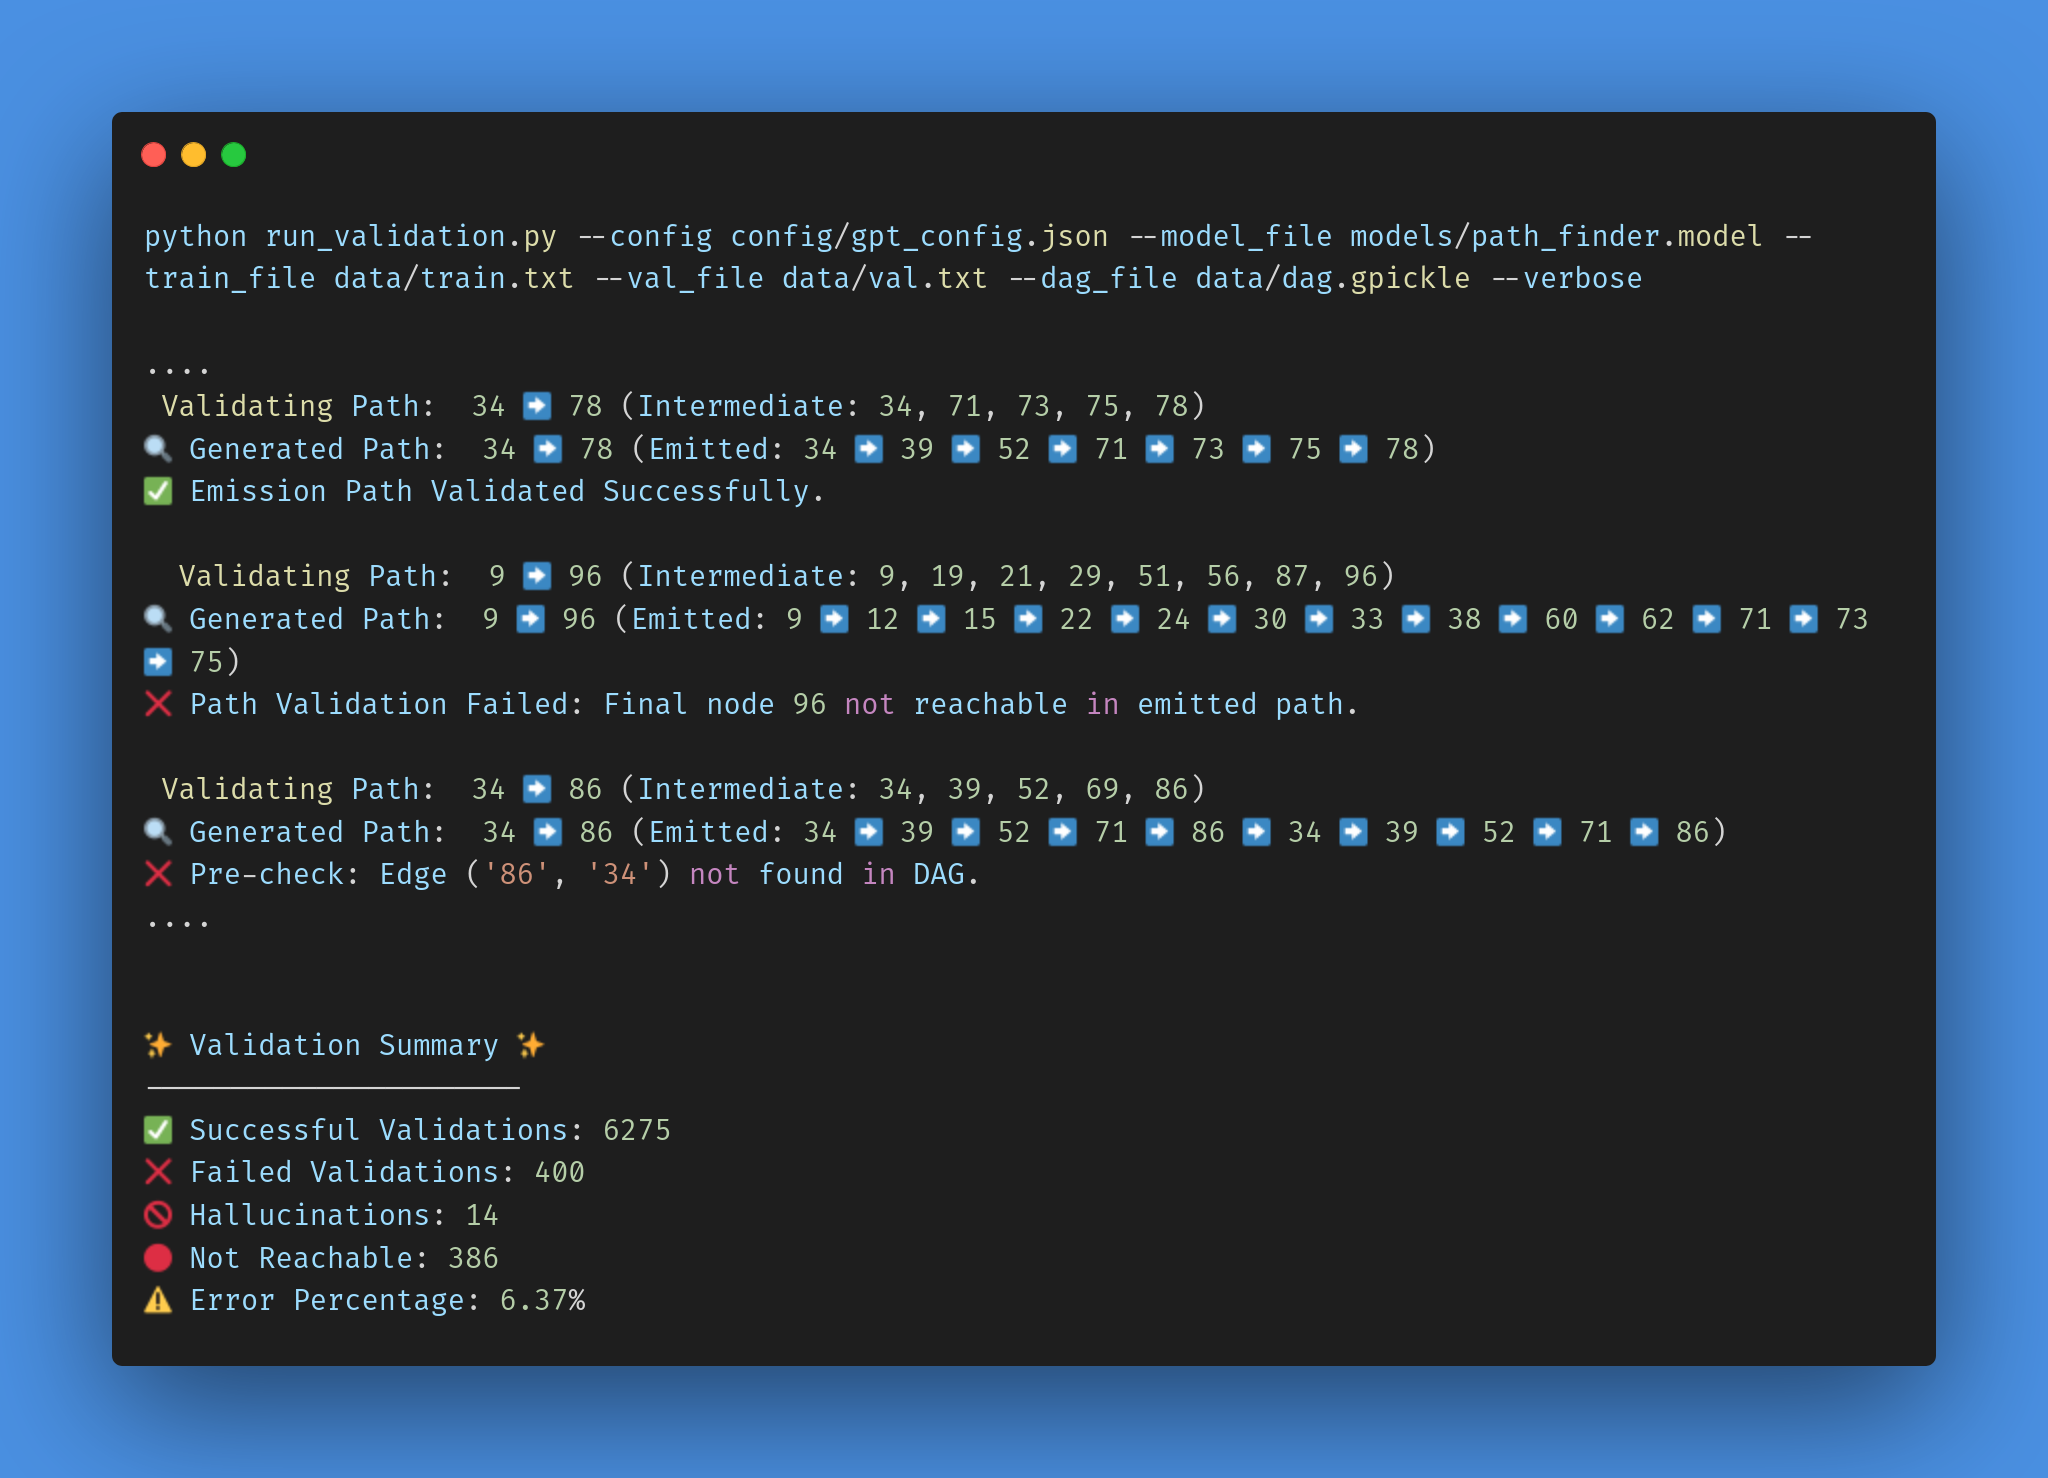 python run_validation.py --config config/gpt_config.json --model_file models/path_finder.model --
train_file data/train.txt --val_file data/val.txt --dag_file data/dag.gpickle --verbose
....
Validating Path: 34 ➡️ 78 (Intermediate: 34, 71, 73, 75, 78)
🔍 Generated Path: 34 ➡️ 78 (Emitted: 34 ➡️ 39 ➡️ 52 ➡️ 71 ➡️ 73 ➡️ 75 ➡️ 78)
✅ Emission Path Validated Successfully.
Validating Path: 9 ➡️ 96 (Intermediate: 9, 19, 21, 29, 51, 56, 87, 96)
🔍 Generated Path: 9 ➡️ 96 (Emitted: 9 ➡️ 12 ➡️ 15 ➡️ 22 ➡️ 24 ➡️ 30 ➡️ 33 ➡️ 38 ➡️ 60 ➡️ 62 ➡️ 71 ➡️ 73
➡️ 75)
❌ Path Validation Failed: Final node 96 not reachable in emitted path.
Validating Path: 34 ➡️ 86 (Intermediate: 34, 39, 52, 69, 86)
🔍 Generated Path: 34 ➡️ 86 (Emitted: 34 ➡️ 39 ➡️ 52 ➡️ 71 ➡️ 86 ➡️ 34 ➡️ 39 ➡️ 52 ➡️ 71 ➡️ 86)
❌ Pre-check: Edge ('86', '34') not found in DAG.
....
✨ Validation Summary ✨
✅ Successful Validations: 6275
❌ Failed Validations: 400
🚫 Hallucinations: 14
🔴 Not Reachable: 386
⚠️ Error Percentage: 6.37%